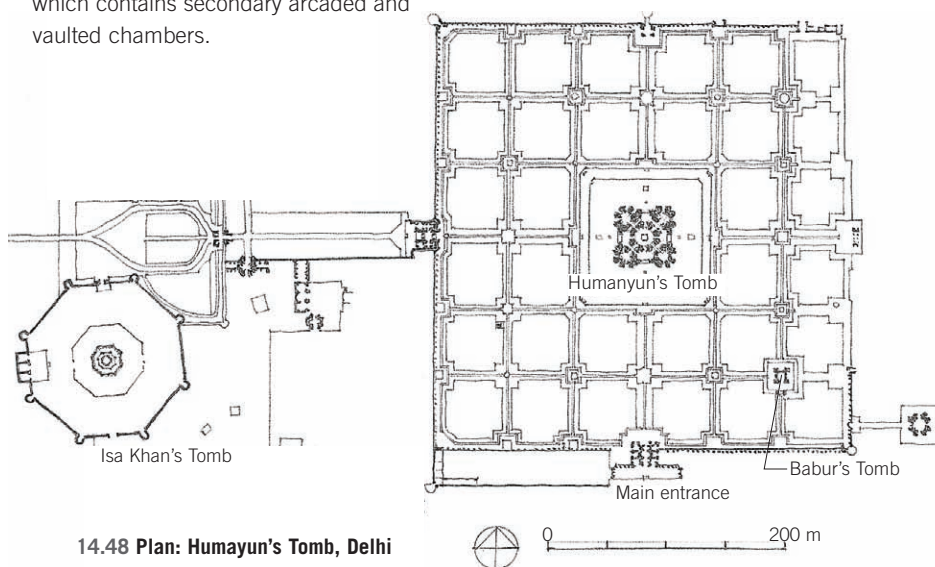 which contains secondary arcaded and
vaulted chambers.
Humanyun's Tomb
Isa Khan's Tomb
Babur's Tomb
Main entrance
14.48 Plan: Humayun's Tomb, Delhi
0
200 m